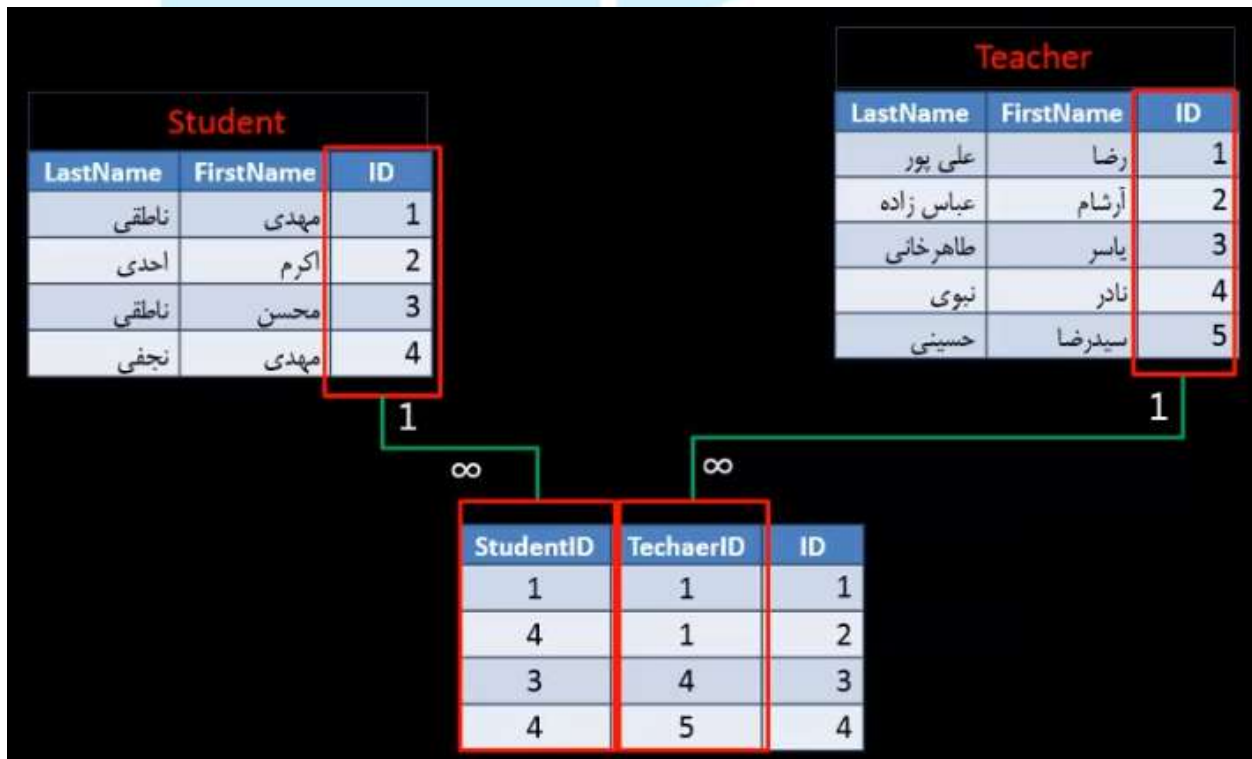 Student
LastName FirstName ID
ناطقی مهدی 1
احدی اکرم 2
ناطقی محسن 3
نجفی مهدی 4
Teacher
LastName FirstName ID
علی پور رضا 1
عباس زاده آرشام 2
طاهرخانی یاسر 3
نبوی نادر 4
حسینی سیدرضا 5
1
∞
1
∞
StudentID TechaerID ID
1 1 1
4 1 2
3 4 3
4 5 4